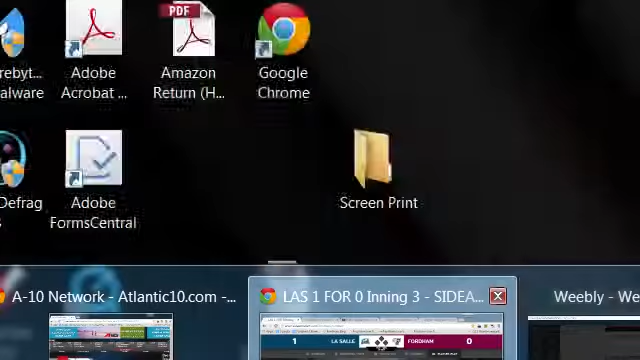 PDF
rebyt...
alware
Adobe
Acrobat ...
Amazon
Return (H...
Google
Chrome
Defrag
s
Adobe
FormsCentral
Screen Print
A-10 Network - Atlantic10.com -...
LAS 1 FOR 0 Inning 3 - SIDEA...
Weebly - We
1 LA SALLE FORDHAM 0